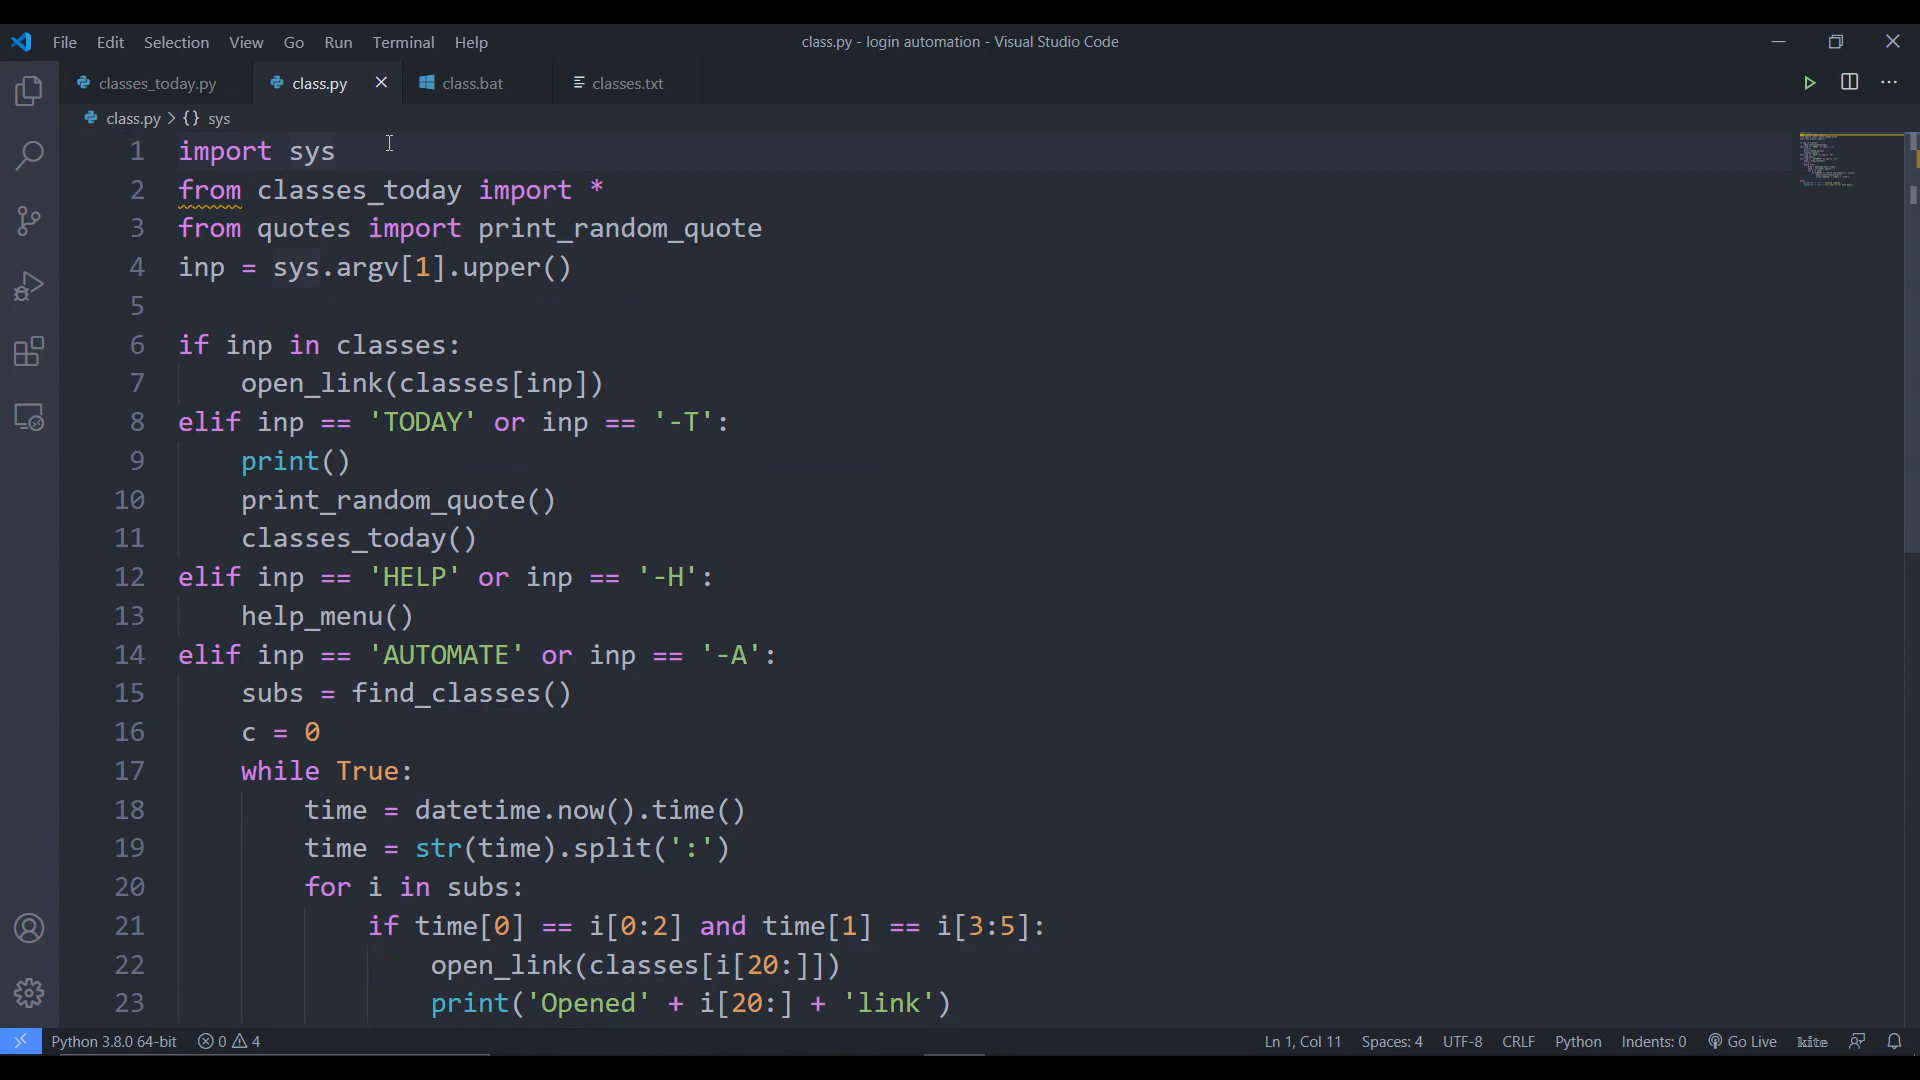 File Edit Selection View Go Run Terminal Help
class.py - login automation - Visual Studio Code
classes_today.py class.py class.bat classes.txt
class.py > {} sys
1 import sys
2 from classes_today import *
3 from quotes import print_random_quote
4 inp = sys.argv[1].upper()
5
6 if inp in classes:
7     open_link(classes[inp])
8 elif inp == 'TODAY' or inp == '-T':
9     print()
10     print_random_quote()
11     classes_today()
12 elif inp == 'HELP' or inp == '-H':
13     help_menu()
14 elif inp == 'AUTOMATE' or inp == '-A':
15     subs = find_classes()
16     c = 0
17     while True:
18         time = datetime.now().time()
19         time = str(time).split(':')
20         for i in subs:
21             if time[0] == i[0:2] and time[1] == i[3:5]:
22                 open_link(classes[i[20:]])
23                 print('Opened' + i[20:] + 'link')
Python 3.8.0 64-bit 0 4 Ln 1, Col 11 Spaces: 4 UTF-8 CRLF Python Indents: 0 Go Live kite